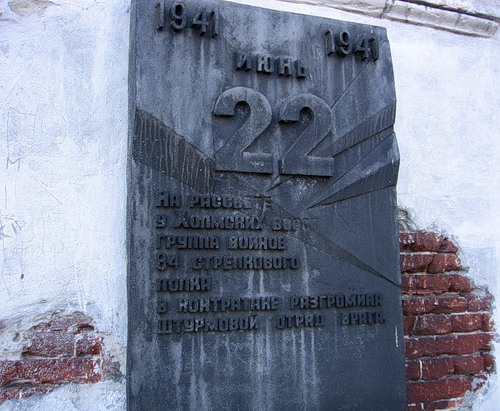 1941 1941
ИЮНЬ
22
НА РАССВЕТЕ
У ХОЛМСКИХ ВОРОТ
ГРУППА ВОИНОВ
84 СТРЕЛКОВОГО
ПОЛКА
В КОНТРАТАКЕ РАЗГРОМИЛА
ШТУРМОВОЙ ОТРЯД ВРАГА